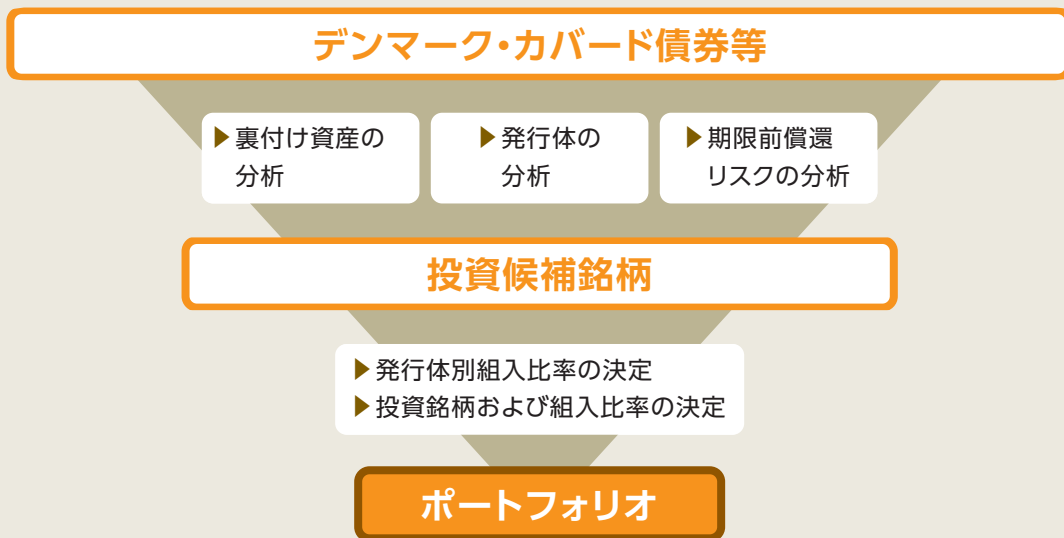 デンマーク・カバード債券等
▶裏付け資産の
分析
▶発行体の
分析
▶期限前償還
リスクの分析
投資候補銘柄
▶発行体別組入比率の決定
▶投資銘柄および組入比率の決定
ポートフォリオ